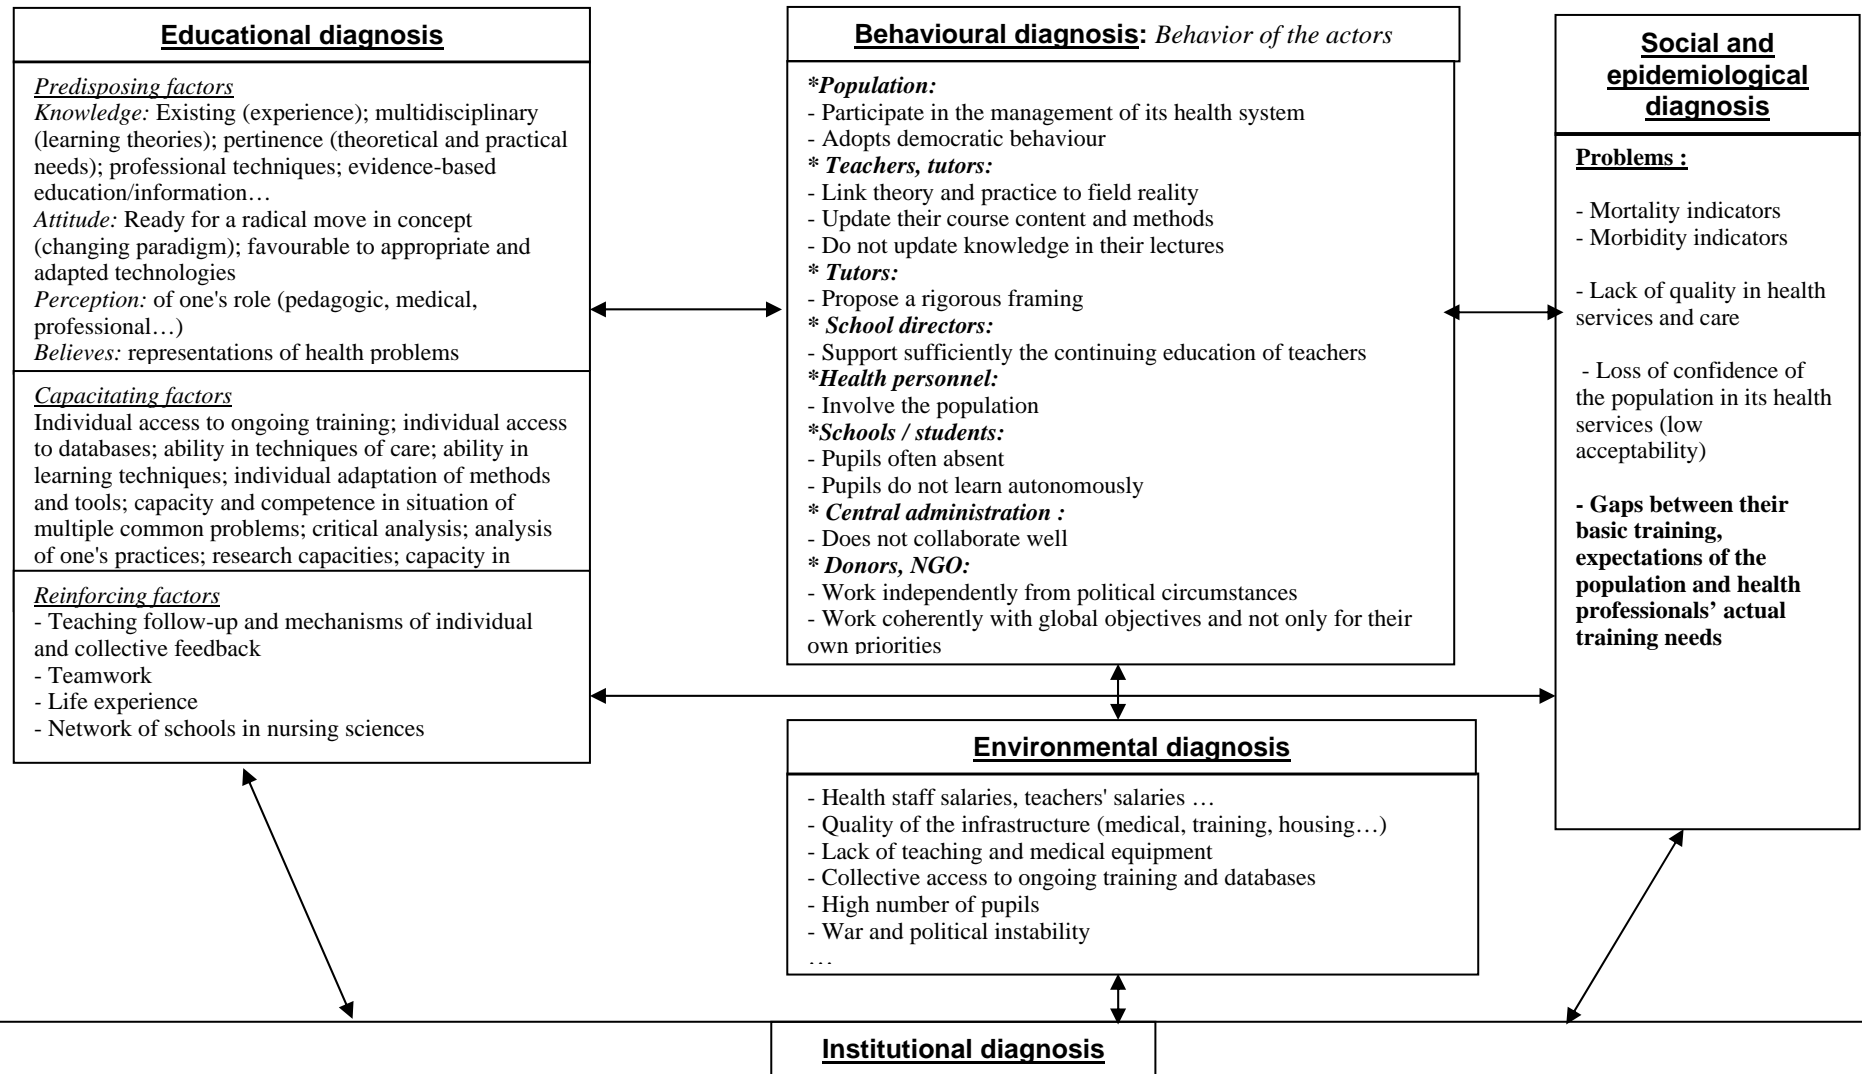 Educational diagnosis
Predisposing factors
Knowledge: Existing (experience); multidisciplinary
(learning theories); pertinence (theoretical and practical
needs); professional techniques; evidence-based
education/information…
Attitude: Ready for a radical move in concept
(changing paradigm); favourable to appropriate and
adapted technologies
Perception: of one's role (pedagogic, medical,
professional…)
Believes: representations of health problems
Capacitating factors
Individual access to ongoing training; individual access
to databases; ability in techniques of care; ability in
learning techniques; individual adaptation of methods
and tools; capacity and competence in situation of
multiple common problems; critical analysis; analysis
of one's practices; research capacities; capacity in
Reinforcing factors
- Teaching follow-up and mechanisms of individual
and collective feedback
- Teamwork
- Life experience
- Network of schools in nursing sciences
Behavioural diagnosis: Behavior of the actors
*Population:
- Participate in the management of its health system
- Adopts democratic behaviour
* Teachers, tutors:
- Link theory and practice to field reality
- Update their course content and methods
- Do not update knowledge in their lectures
* Tutors:
- Propose a rigorous framing
* School directors:
- Support sufficiently the continuing education of teachers
*Health personnel:
- Involve the population
*Schools / students:
- Pupils often absent
- Pupils do not learn autonomously
* Central administration :
- Does not collaborate well
* Donors, NGO:
- Work independently from political circumstances
- Work coherently with global objectives and not only for their
own priorities
Environmental diagnosis
- Health staff salaries, teachers' salaries …
- Quality of the infrastructure (medical, training, housing…)
- Lack of teaching and medical equipment
- Collective access to ongoing training and databases
- High number of pupils
- War and political instability
…
Social and
epidemiological
diagnosis
Problems :
- Mortality indicators
- Morbidity indicators
- Lack of quality in health
services and care
- Loss of confidence of
the population in its health
services (low
acceptability)
- Gaps between their
basic training,
expectations of the
population and health
professionals’ actual
training needs
Institutional diagnosis